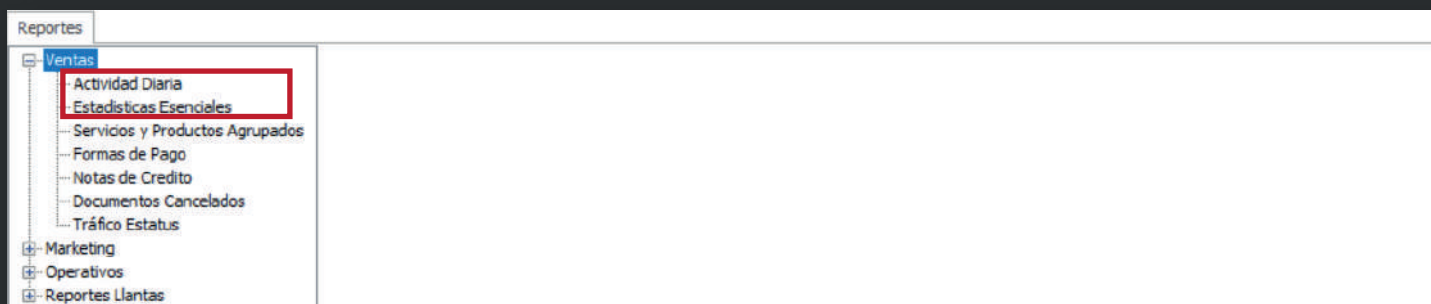 Reportes
Ventas
Actividad Diaria
Estadisticas Esenciales
Servicios y Productos Agrupados
Formas de Pago
Notas de Credito
Documentos Cancelados
Tráfico Estatus
Marketing
Operativos
Reportes Llantas